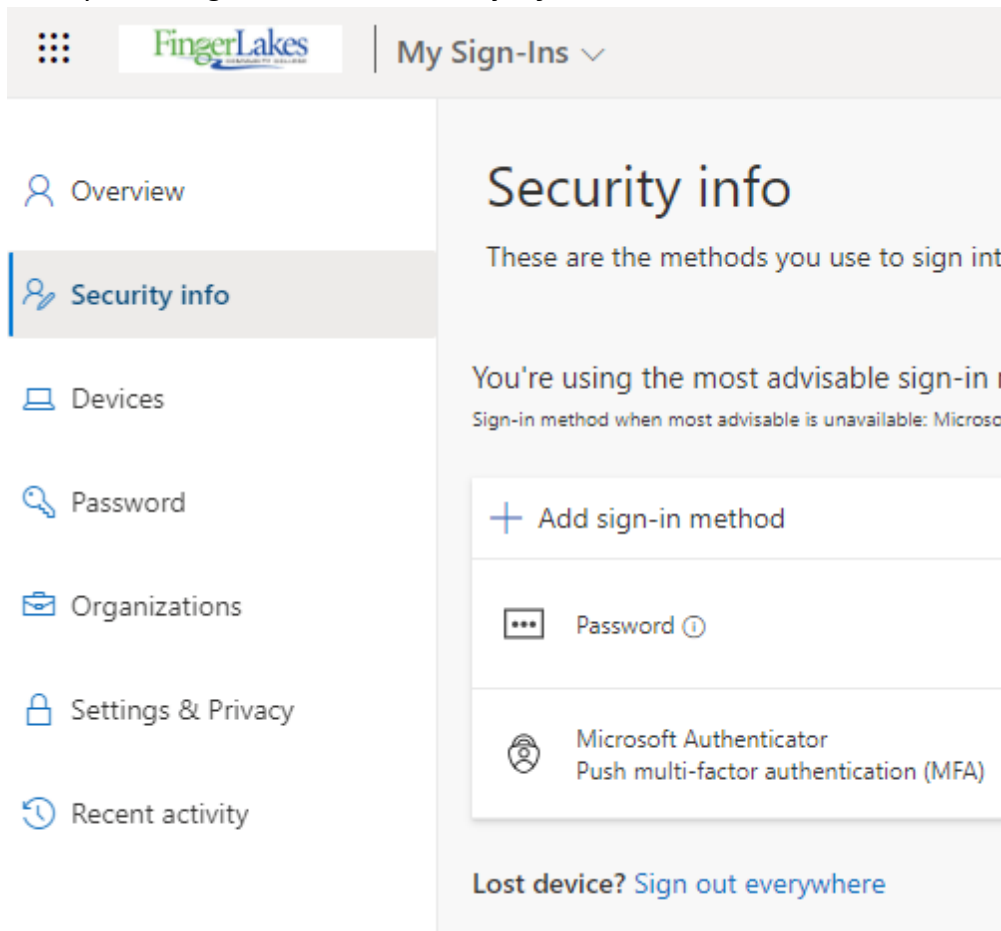 FingerLakes
COMMUNITY COLLEGE
My Sign-Ins
Overview
Security info
Devices
Password
Organizations
Settings & Privacy
Recent activity
Security info
These are the methods you use to sign int
You're using the most advisable sign-in
Sign-in method when most advisable is unavailable: Microso
Add sign-in method
Password
Microsoft Authenticator
Push multi-factor authentication (MFA)
Lost device? Sign out everywhere